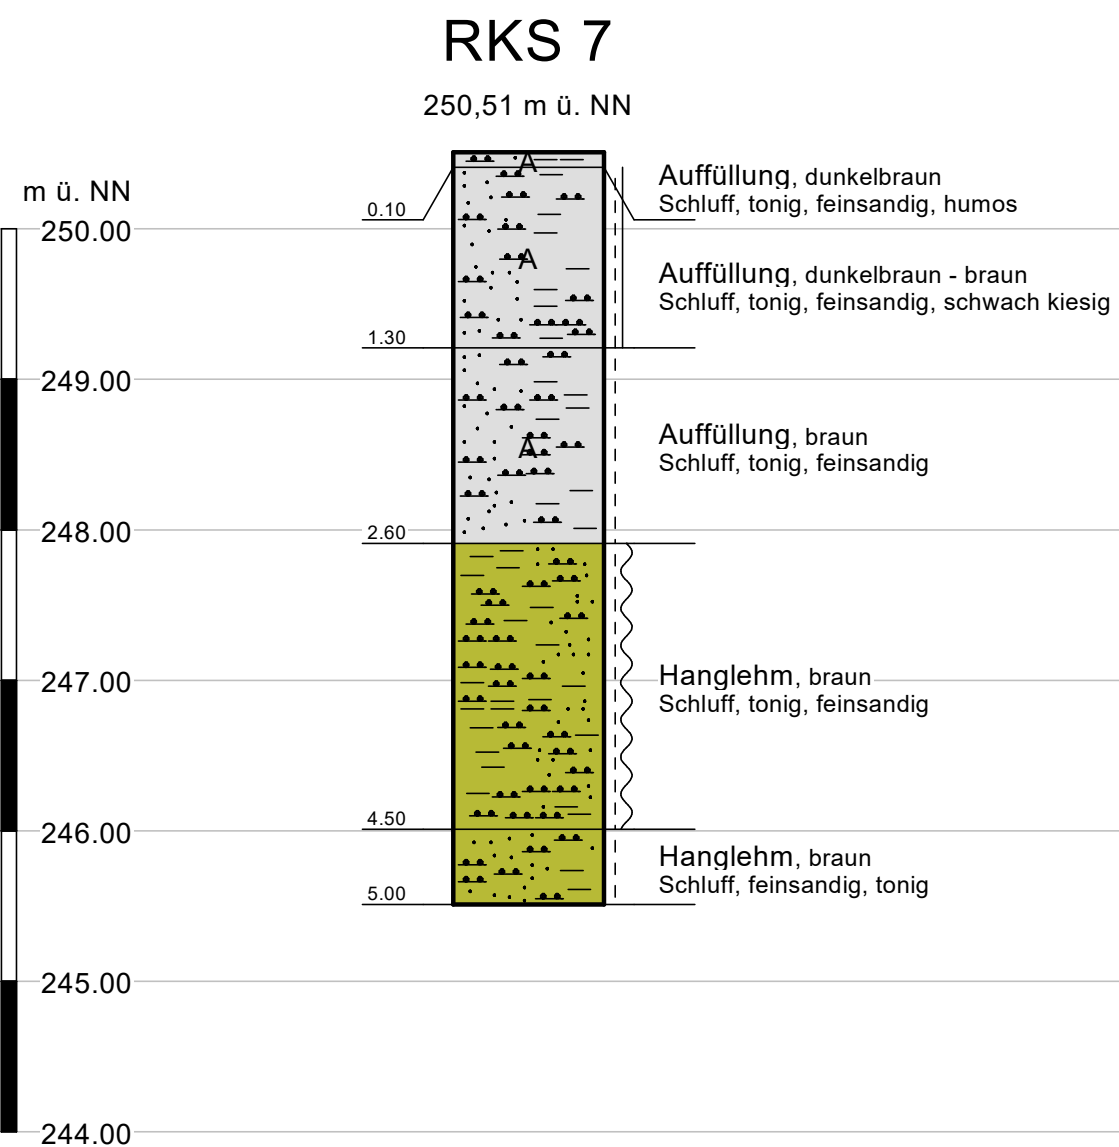 RKS 7
250,51 m ü. NN
m ü. NN
A
Auffüllung, dunkelbraun
Schluff, tonig, feinsandig, humos
0.10
250.00
A
Auffüllung, dunkelbraun - braun
Schluff, tonig, feinsandig, schwach kiesig
1.30
249.00
A
Auffüllung, braun
Schluff, tonig, feinsandig
248.00
2.60
247.00
Hanglehm, braun
Schluff, tonig, feinsandig
4.50
246.00
Hanglehm, braun
Schluff, feinsandig, tonig
5.00
245.00
244.00